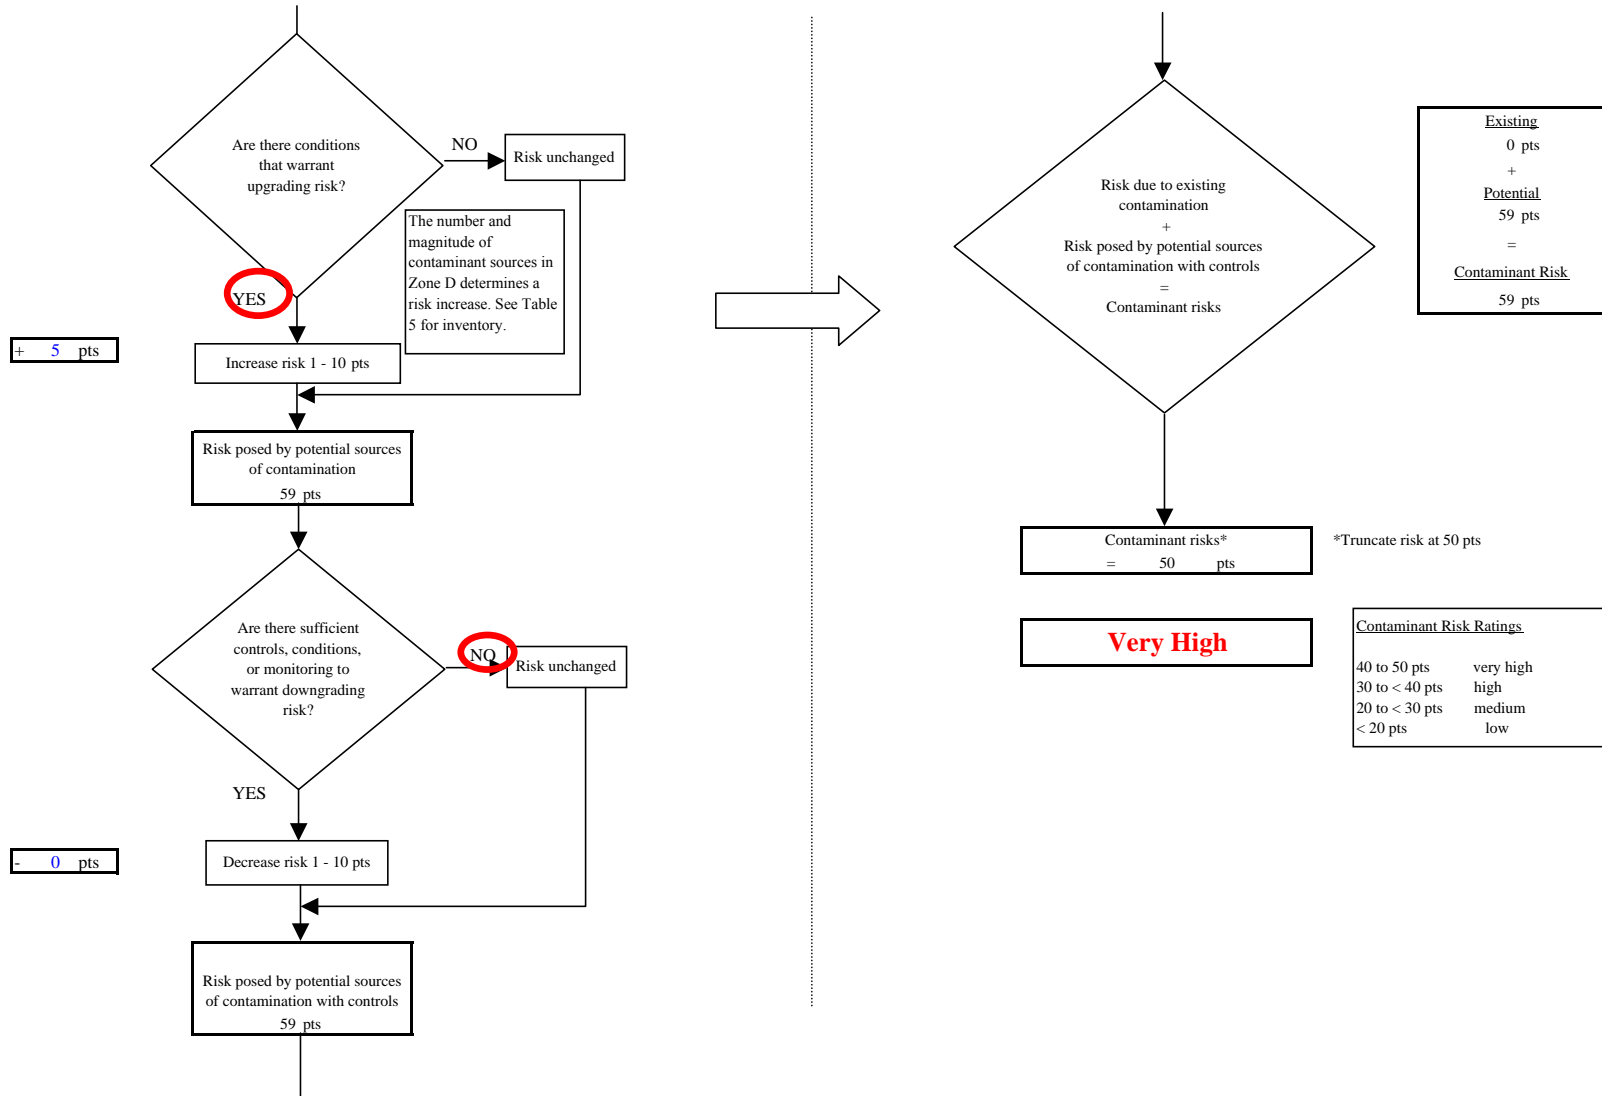 Are there conditions
that warrant
upgrading risk?
NO
Risk unchanged
The number and
magnitude of
contaminant sources in
Zone D determines a
risk increase. See Table
5 for inventory.
YES
+ 5 pts
Increase risk 1 - 10 pts
Risk posed by potential sources
of contamination
59 pts
Are there sufficient
controls, conditions,
or monitoring to
warrant downgrading
risk?
NO
Risk unchanged
YES
- 0 pts
Decrease risk 1 - 10 pts
Risk posed by potential sources
of contamination with controls
59 pts
Risk due to existing
contamination
+
Risk posed by potential sources
of contamination with controls
=
Contaminant risks
Existing
0 pts
+
Potential
59 pts
=
Contaminant Risk
59 pts
Contaminant risks*
= 50 pts
*Truncate risk at 50 pts
Very High
Contaminant Risk Ratings
40 to 50 pts very high
30 to < 40 pts high
20 to < 30 pts medium
< 20 pts low